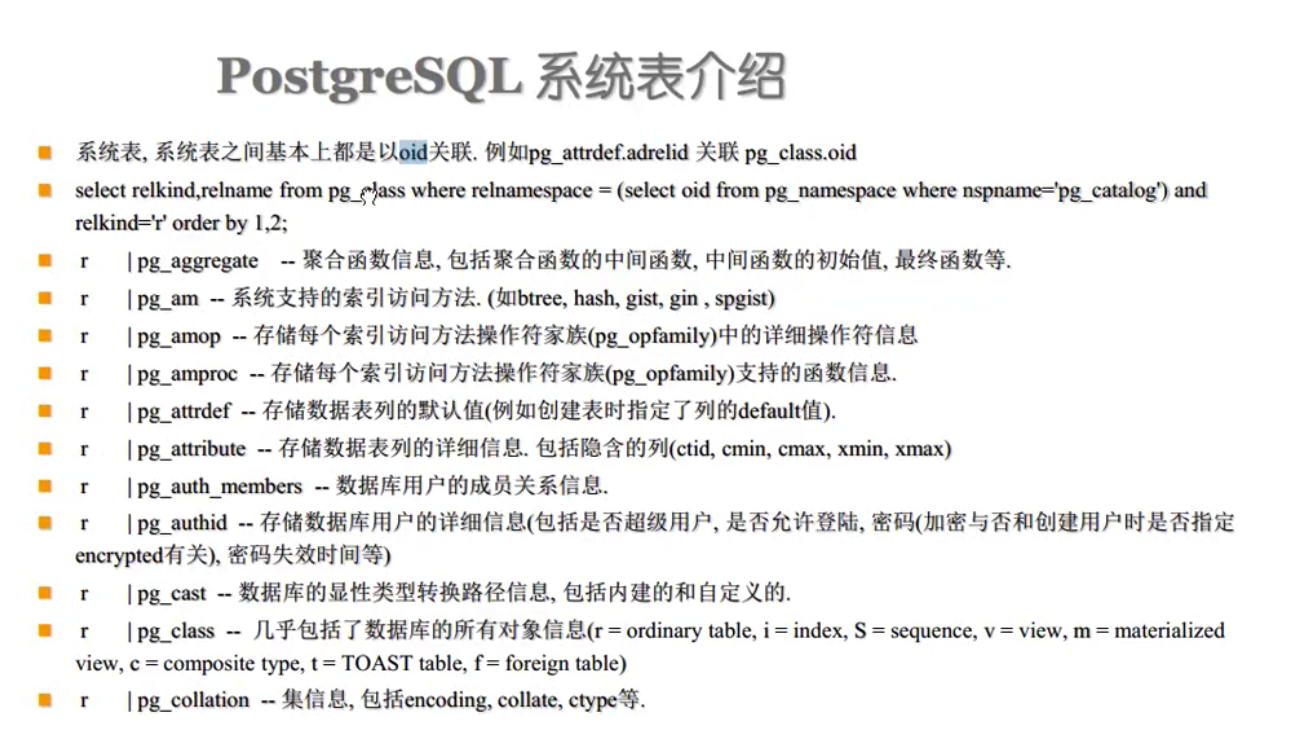 PostgreSQL 系统表介绍
系统表, 系统表之间基本上都是以oid关联. 例如pg_attrdef.adrelid 关联 pg_class.oid
select relkind,relname from pg_class where relnamespace = (select oid from pg_namespace where nspname='pg_catalog') and
relkind='r' order by 1,2;
r | pg_aggregate -- 聚合函数信息, 包括聚合函数的中间函数, 中间函数的初始值, 最终函数等.
r | pg_am -- 系统支持的索引访问方法. (如btree, hash, gist, gin , spgist)
r | pg_amop -- 存储每个索引访问方法操作符家族(pg_opfamily)中的详细操作符信息
r | pg_amproc -- 存储每个索引访问方法操作符家族(pg_opfamily)支持的函数信息.
r | pg_attrdef -- 存储数据表列的默认值(例如创建表时指定了列的default值).
r | pg_attribute -- 存储数据表列的详细信息. 包括隐含的列(ctid, cmin, cmax, xmin, xmax)
r | pg_auth_members -- 数据库用户的成员关系信息.
r | pg_authid -- 存储数据库用户的详细信息(包括是否超级用户, 是否允许登陆, 密码(加密与否和创建用户时是否指定
encrypted有关), 密码失效时间等)
r | pg_cast -- 数据库的显性类型转换路径信息, 包括内建的和自定义的.
r | pg_class -- 几乎包括了数据库的所有对象信息(r = ordinary table, i = index, S = sequence, v = view, m = materialized
view, c = composite type, t = TOAST table, f = foreign table)
r | pg_collation -- 集信息, 包括encoding, collate, ctype等.